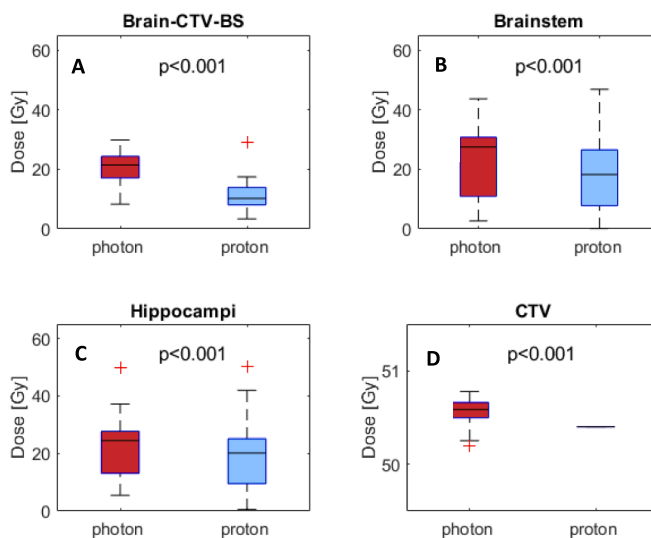 Brain-CTV-BS
60
A
p<0.001
40
Dose [Gy]
20
0
photon
proton
Brainstem
60
B
p<0.001
40
Dose [Gy]
20
0
photon
proton
Hippocampi
60
C
p<0.001
40
Dose [Gy]
20
0
photon
proton
CTV
D
p<0.001
51
Dose [Gy]
50
photon
proton